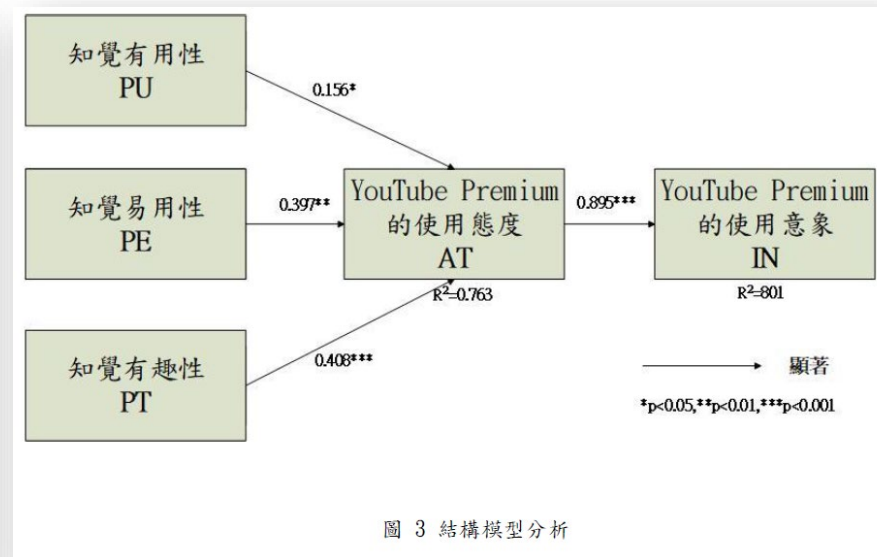 知覺有用性
PU
0.156*
知覺易用性
PE
0.397**
YouTube Premium
的使用態度
AT
R²=0.763
0.895***
YouTube Premium
的使用意象
IN
R²=801
知覺有趣性
PT
0.408***
顯著
*p<0.05,**p<0.01,***p<0.001
圖 3 結構模型分析